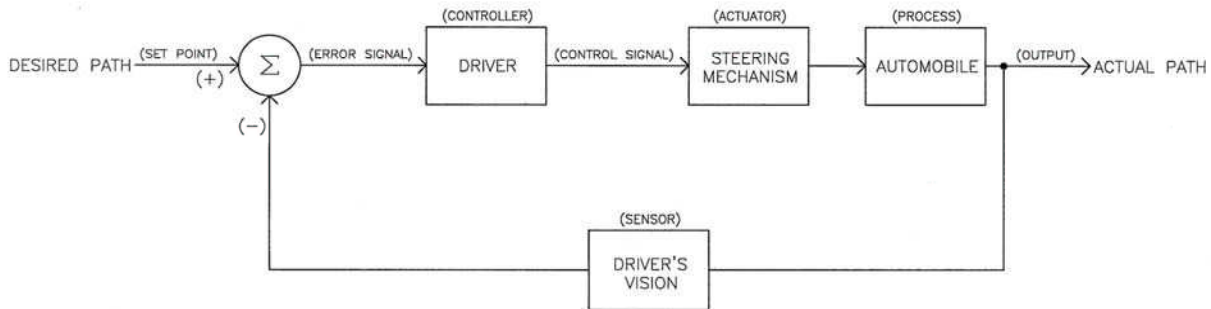 (CONTROLLER)
(ACTUATOR)
(PROCESS)
DESIRED PATH
(SET POINT)
(+)
Σ
(ERROR SIGNAL)
DRIVER
(CONTROL SIGNAL)
STEERING
MECHANISM
AUTOMOBILE
(OUTPUT)
ACTUAL PATH
(−)
(SENSOR)
DRIVER'S
VISION